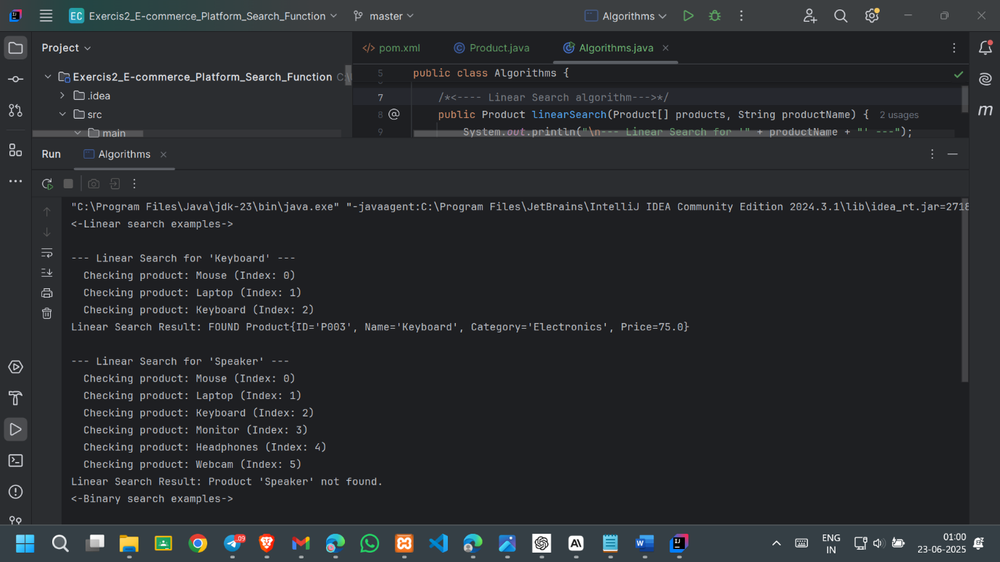 EC Exercis2_E-commerce_Platform_Search_Function master Algorithms
Project
Exercis2_E-commerce_Platform_Search_Function
.idea
src
main
pom.xml Product.java Algorithms.java
5 public class Algorithms {
7 /*<---- Linear Search algorithm--->*/
8 public Product linearSearch(Product[] products, String productName) { 2 usages
9 System.out.println("\n--- Linear Search for '" + productName + "' ---");
Run Algorithms
"C:\Program Files\Java\jdk-23\bin\java.exe" "-javaagent:C:\Program Files\JetBrains\IntelliJ IDEA Community Edition 2024.3.1\lib\idea_rt.jar=2718
<-Linear search examples->
--- Linear Search for 'Keyboard' ---
Checking product: Mouse (Index: 0)
Checking product: Laptop (Index: 1)
Checking product: Keyboard (Index: 2)
Linear Search Result: FOUND Product{ID='P003', Name='Keyboard', Category='Electronics', Price=75.0}
--- Linear Search for 'Speaker' ---
Checking product: Mouse (Index: 0)
Checking product: Laptop (Index: 1)
Checking product: Keyboard (Index: 2)
Checking product: Monitor (Index: 3)
Checking product: Headphones (Index: 4)
Checking product: Webcam (Index: 5)
Linear Search Result: Product 'Speaker' not found.
<-Binary search examples->
ENG
IN
01:00
23-06-2025